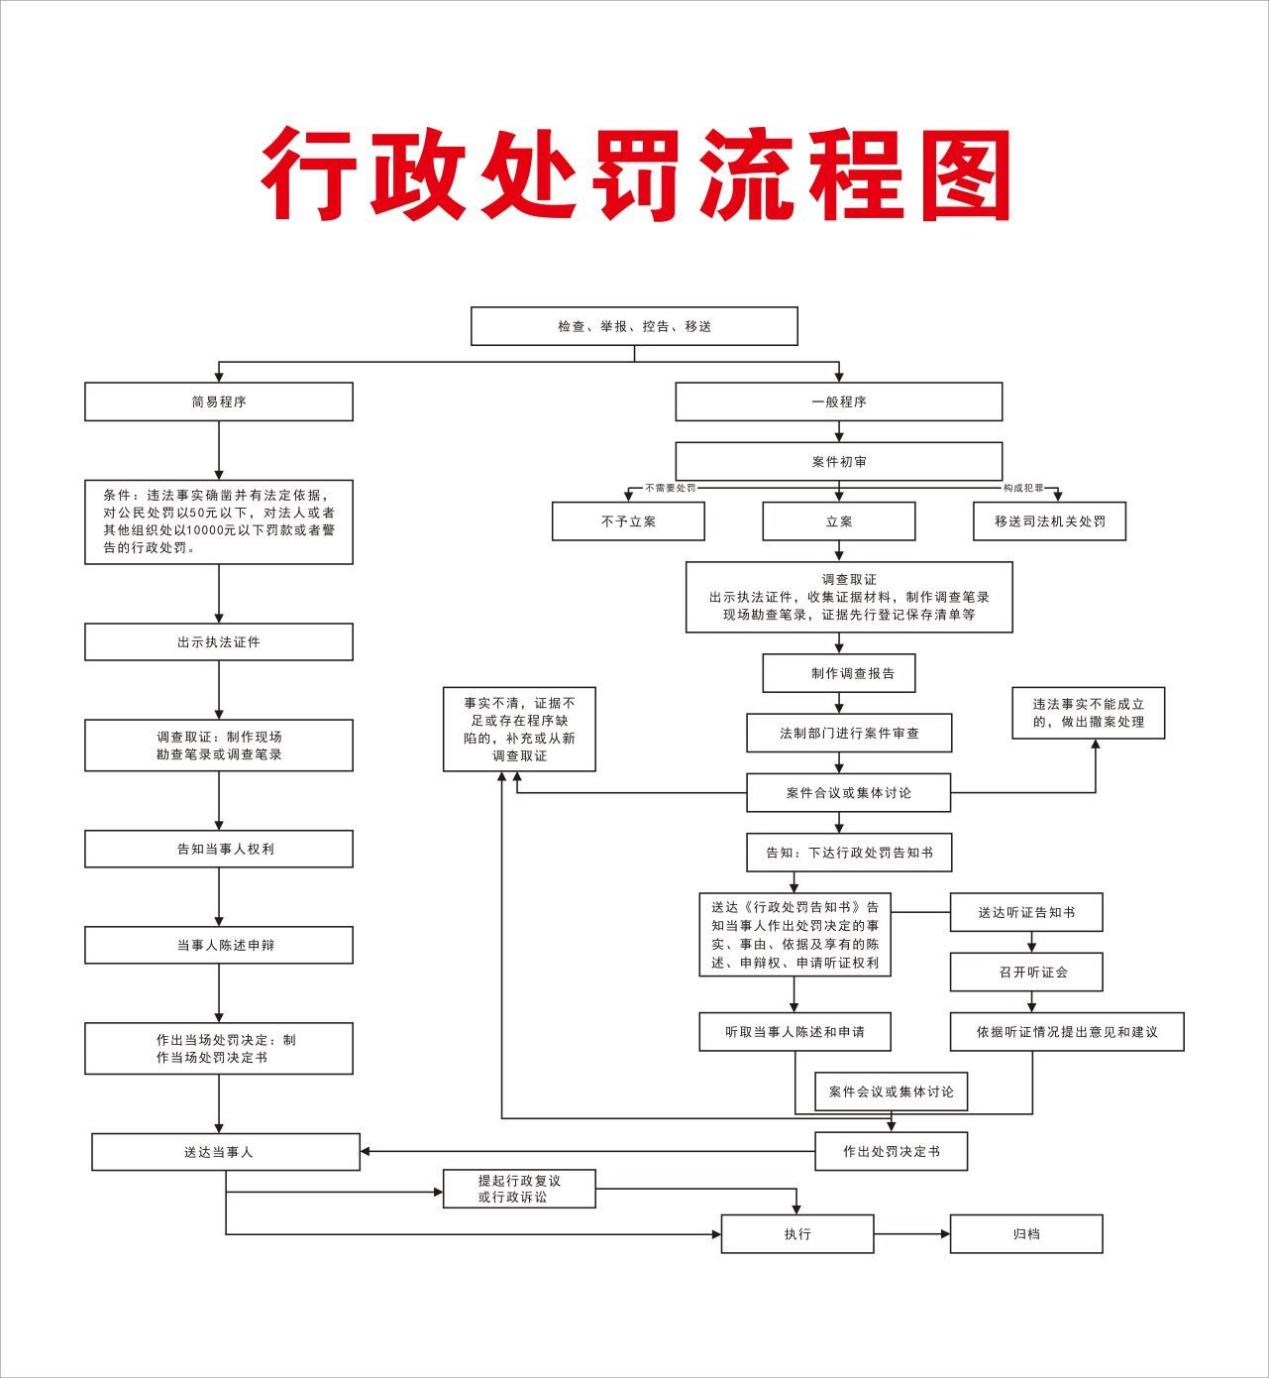 行政处罚流程图
检查、举报、控告、移送
简易程序
一般程序
案件初审
不需要处罚
构成犯罪
不予立案
立案
移送司法机关处罚
条件：违法事实确凿并有法定依据，
对公民处罚以50元以下，对法人或者
其他组织处以10000元以下罚款或者警
告的行政处罚。
调查取证
出示执法证件，收集证据材料，制作调查笔录
现场勘查笔录，证据先行登记保存清单等
出示执法证件
制作调查报告
事实不清，证据不
足或存在程序缺
陷的，补充或从新
调查取证
违法事实不能成立
的，做出撒案处理
法制部门进行案件审查
调查取证：制作现场
勘查笔录或调查笔录
案件合议或集体讨论
告知当事人权利
告知：下达行政处罚告知书
送达《行政处罚告知书》告
知当事人作出处罚决定的事
实、事由、依据及享有的陈
述、申辩权、申请听证权利
送达听证告知书
当事人陈述申辩
召开听证会
听取当事人陈述和申请
依据听证情况提出意见和建议
作出当场处罚决定：制
作当场处罚决定书
案件会议或集体讨论
送达当事人
作出处罚决定书
提起行政复议
或行政诉讼
执行
归档